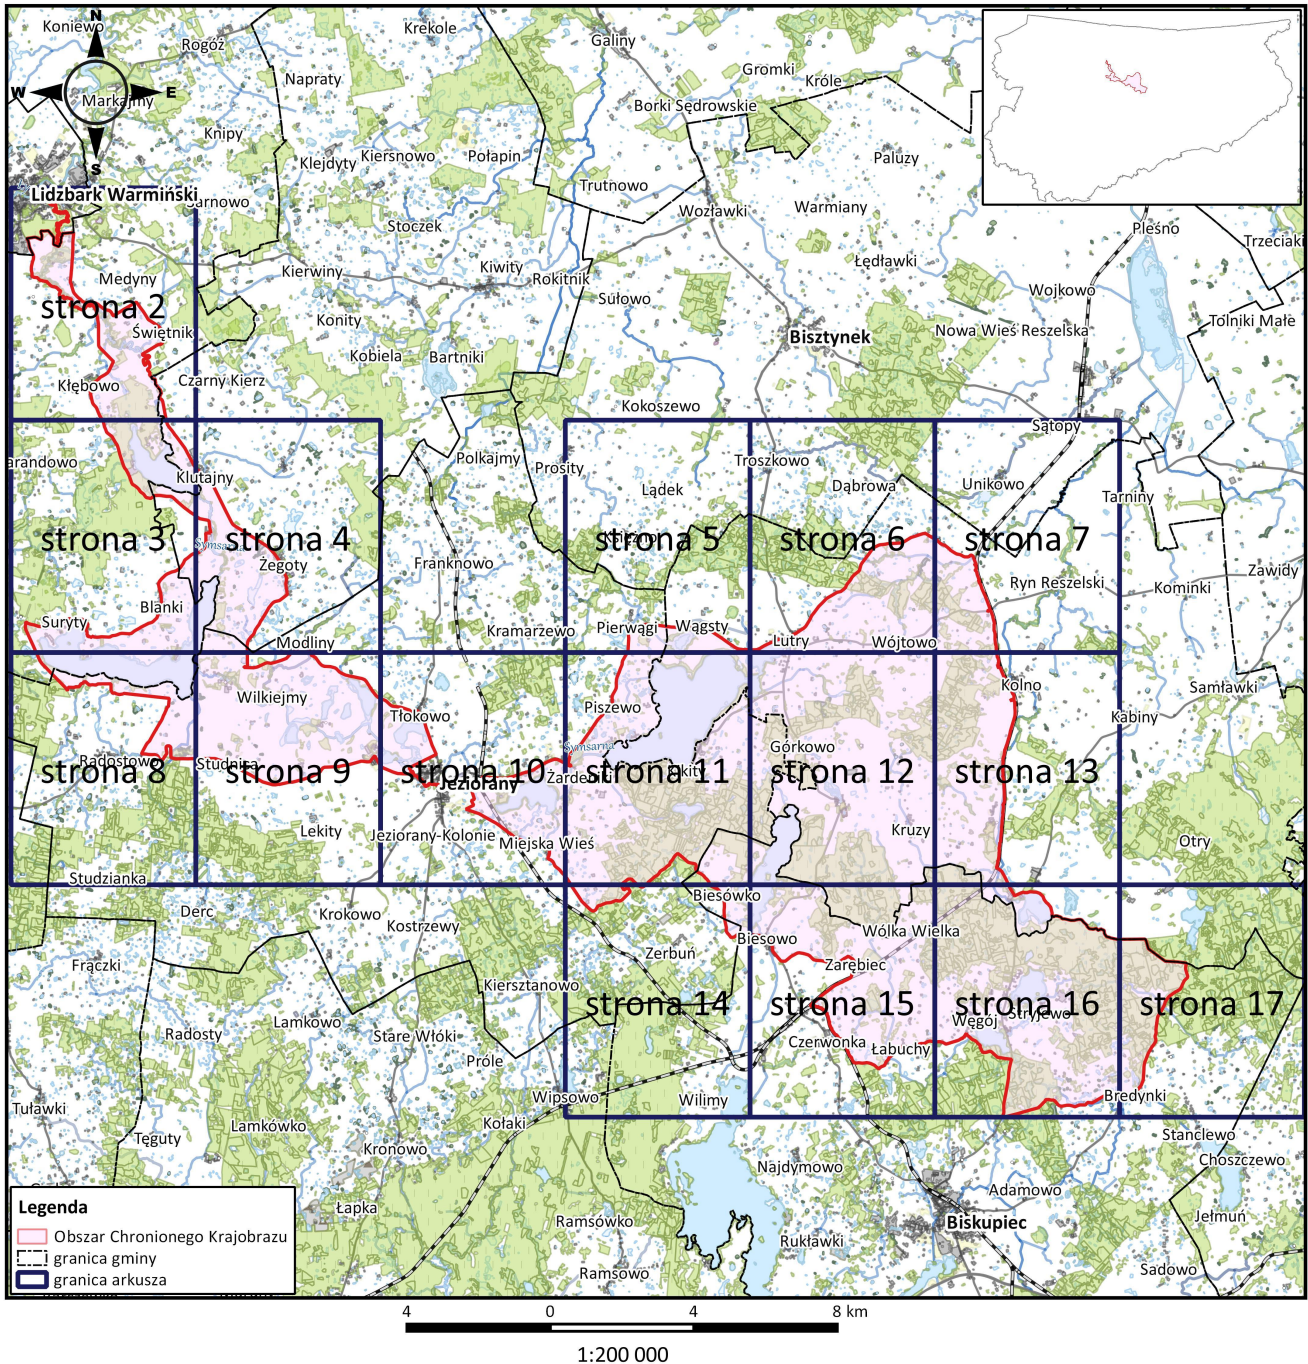 Koniewo
N
Rogóż
Krekole
Galiny
Gromki
Króle
Napraty
W
E
Markajmy
Borki Sędrowskie
Knipy
Klejdyty
Kiersnowo
Połapin
Paluzy
S
Lidzbark Warmiński
Trutnowo
Wozławki
Warmiany
Stoczek
Pleśno
Trzeciaki
Medyny
Kierwiny
Kiwity
Rokitnik
Łędławki
strona 2
Sułowo
Wojkowo
Konity
Świętnik
Bisztynek
Nowa Wieś Reszelska
Tolniki Małe
Kobiela
Bartniki
Kłębowo
Czarny Kierz
Kokoszewo
Sątopy
Polkajmy
Prosity
Troszkowo
Klutajny
Lądek
Dąbrowa
Unikowo
Tarniny
strona 3
Symsarna
strona 4
strona 5
strona 6
strona 7
Żegoty
Franknowo
Ryn Reszelski
Kominki
Zawidy
Blanki
Suryty
Modliny
Kramarzewo
Pierwągi
Wągsty
Lutry
Wójtowo
Wilkiejmy
Tłokowo
Piszewo
Kolno
Samławki
Kabiny
Symsarna
Górkowo
Radostowo
strona 8
Studnica
strona 9
strona 10
Jeziorany
strona 11
strona 12
strona 13
Lekity
Jeziorany-Kolonie
Miejska Wieś
Kruzy
Otry
Studzianka
Biesówko
Derc
Krokowo
Kostrzewy
Biesowo
Wólka Wielka
Frączki
Zerbuń
Zarębiec
Kiersztanowo
strona 14
strona 15
strona 16
strona 17
Radosty
Lamkowo
Stare Włóki
Węgój
Stryjewo
Czerwonka
Łabuchy
Próle
Wipsowo
Wilimy
Bredynki
Tuławki
Tęguty
Lamkówko
Kołaki
Kronowo
Stanclewo
Najdymowo
Choszczewo
Adamowo
Łapka
Ramsówko
Rukławki
Biskupiec
Jełmuń
Ramsowo
Sadowo
Legenda
Obszar Chronionego Krajobrazu
granica gminy
granica arkusza
4 0 4 8 km
1:200 000